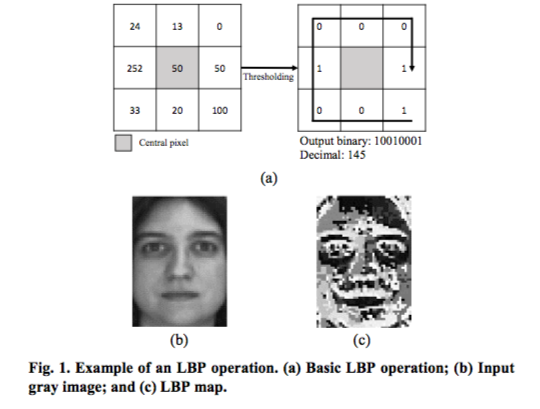 24 13 0
252 50 50
33 20 100
Thresholding
0 0 0
1 1
0 0 1
Central pixel
Output binary: 10010001
Decimal: 145
(a)
(b) (c)
Fig. 1. Example of an LBP operation. (a) Basic LBP operation; (b) Input
gray image; and (c) LBP map.